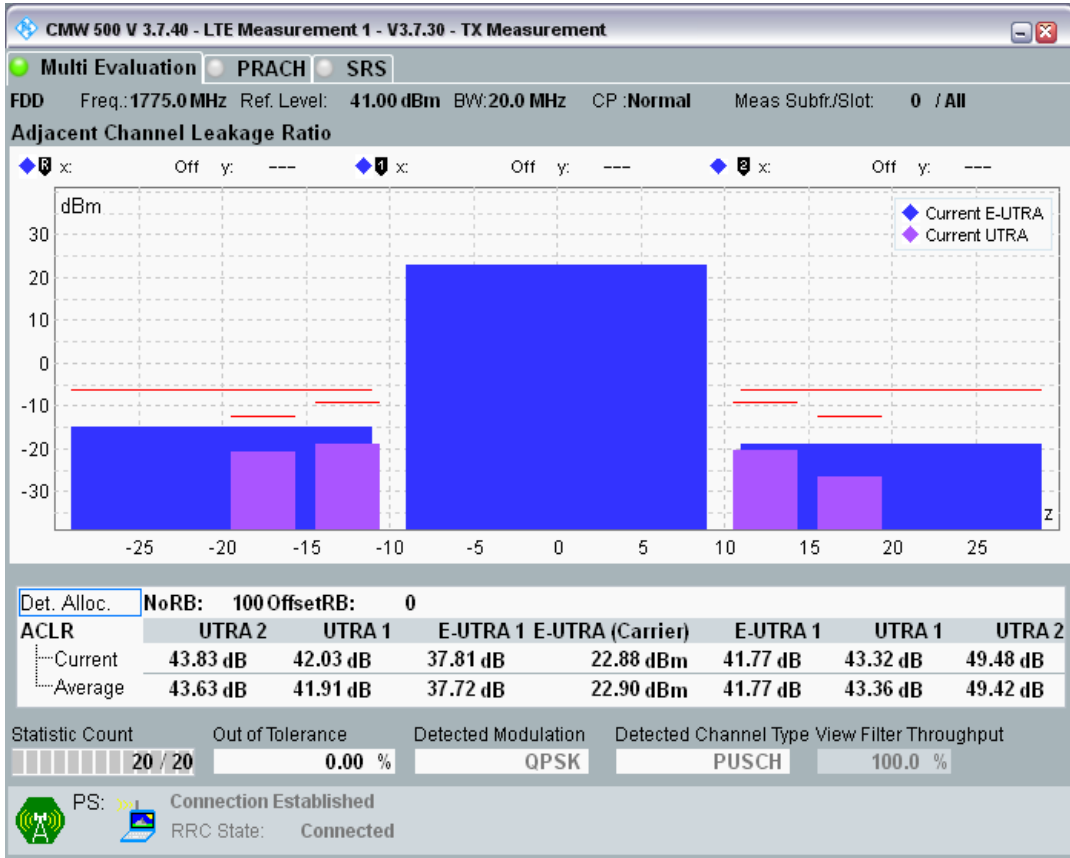 CMW 500 V 3.7.40 - LTE Measurement 1 - V3.7.30 - TX Measurement
Multi Evaluation PRACH SRS
FDD Freq.: 1775.0 MHz Ref. Level: 41.00 dBm BW: 20.0 MHz CP : Normal Meas Subfr./Slot: 0 / All
Adjacent Channel Leakage Ratio
R x: Off y: --- 1 x: Off y: --- 2 x: Off y: ---
dBm
Current E-UTRA
Current UTRA
30
20
10
0
-10
-20
-30
z
-25 -20 -15 -10 -5 0 5 10 15 20 25
Det. Alloc. NoRB: 100 OffsetRB: 0
ACLR UTRA 2 UTRA 1 E-UTRA 1 E-UTRA (Carrier) E-UTRA 1 UTRA 1 UTRA 2
Current 43.83 dB 42.03 dB 37.81 dB 22.88 dBm 41.77 dB 43.32 dB 49.48 dB
Average 43.63 dB 41.91 dB 37.72 dB 22.90 dBm 41.77 dB 43.36 dB 49.42 dB
Statistic Count Out of Tolerance Detected Modulation Detected Channel Type View Filter Throughput
20 / 20 0.00 % QPSK PUSCH 100.0 %
PS: Connection Established
RRC State: Connected